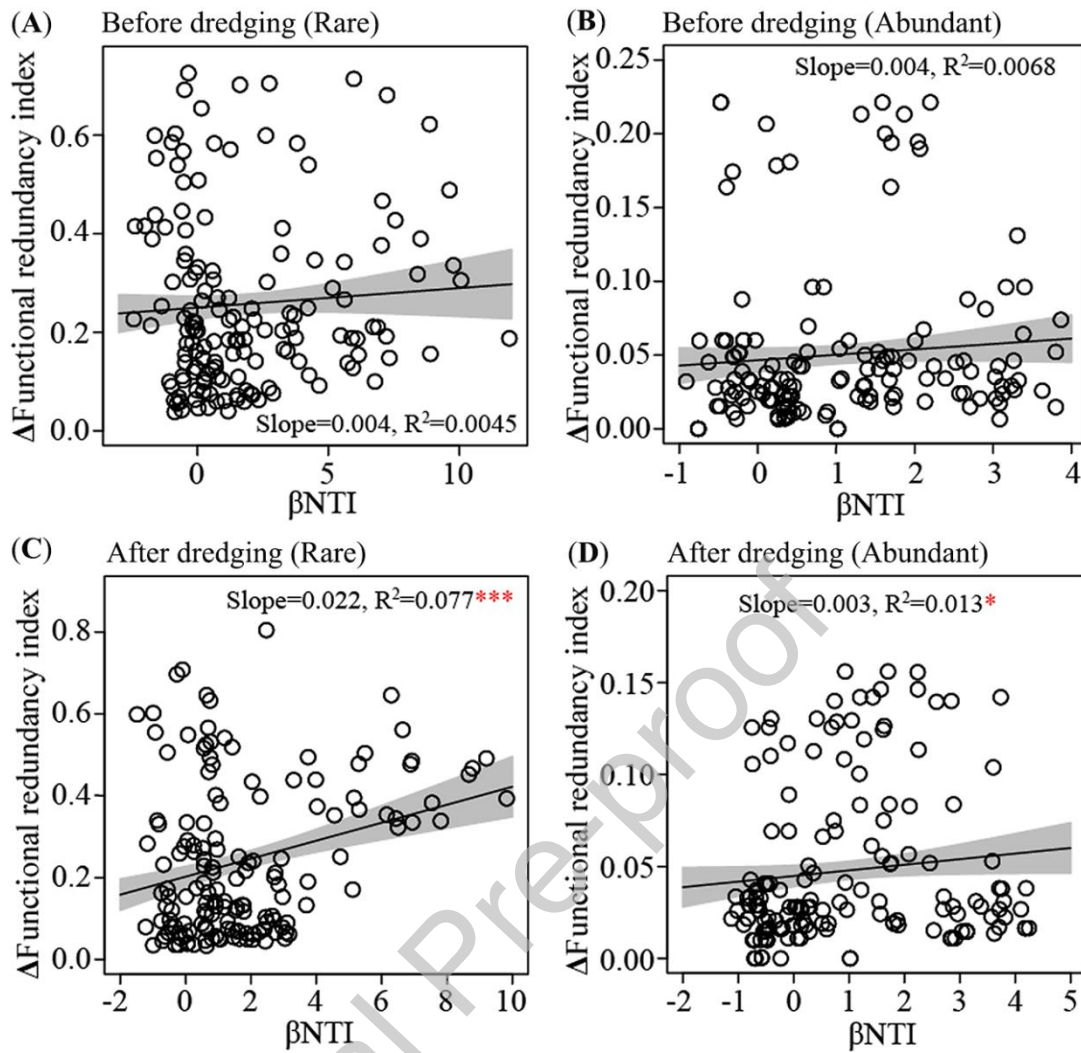 (A) Before dredging (Rare)
ΔFunctional redundancy index
0.6
0.4
0.2
0.0
Slope=0.004, R²=0.0045
0 5 10
βNTI
(B) Before dredging (Abundant)
ΔFunctional redundancy index
0.25
Slope=0.004, R²=0.0068
0.20
0.15
0.10
0.05
0.00
-1 0 1 2 3 4
βNTI
(C) After dredging (Rare)
ΔFunctional redundancy index
Slope=0.022, R²=0.077***
0.8
0.6
0.4
0.2
0.0
-2 0 2 4 6 8 10
βNTI
(D) After dredging (Abundant)
ΔFunctional redundancy index
0.20
Slope=0.003, R²=0.013*
0.15
0.10
0.05
0.00
-2 -1 0 1 2 3 4 5
βNTI
al Pre-proof